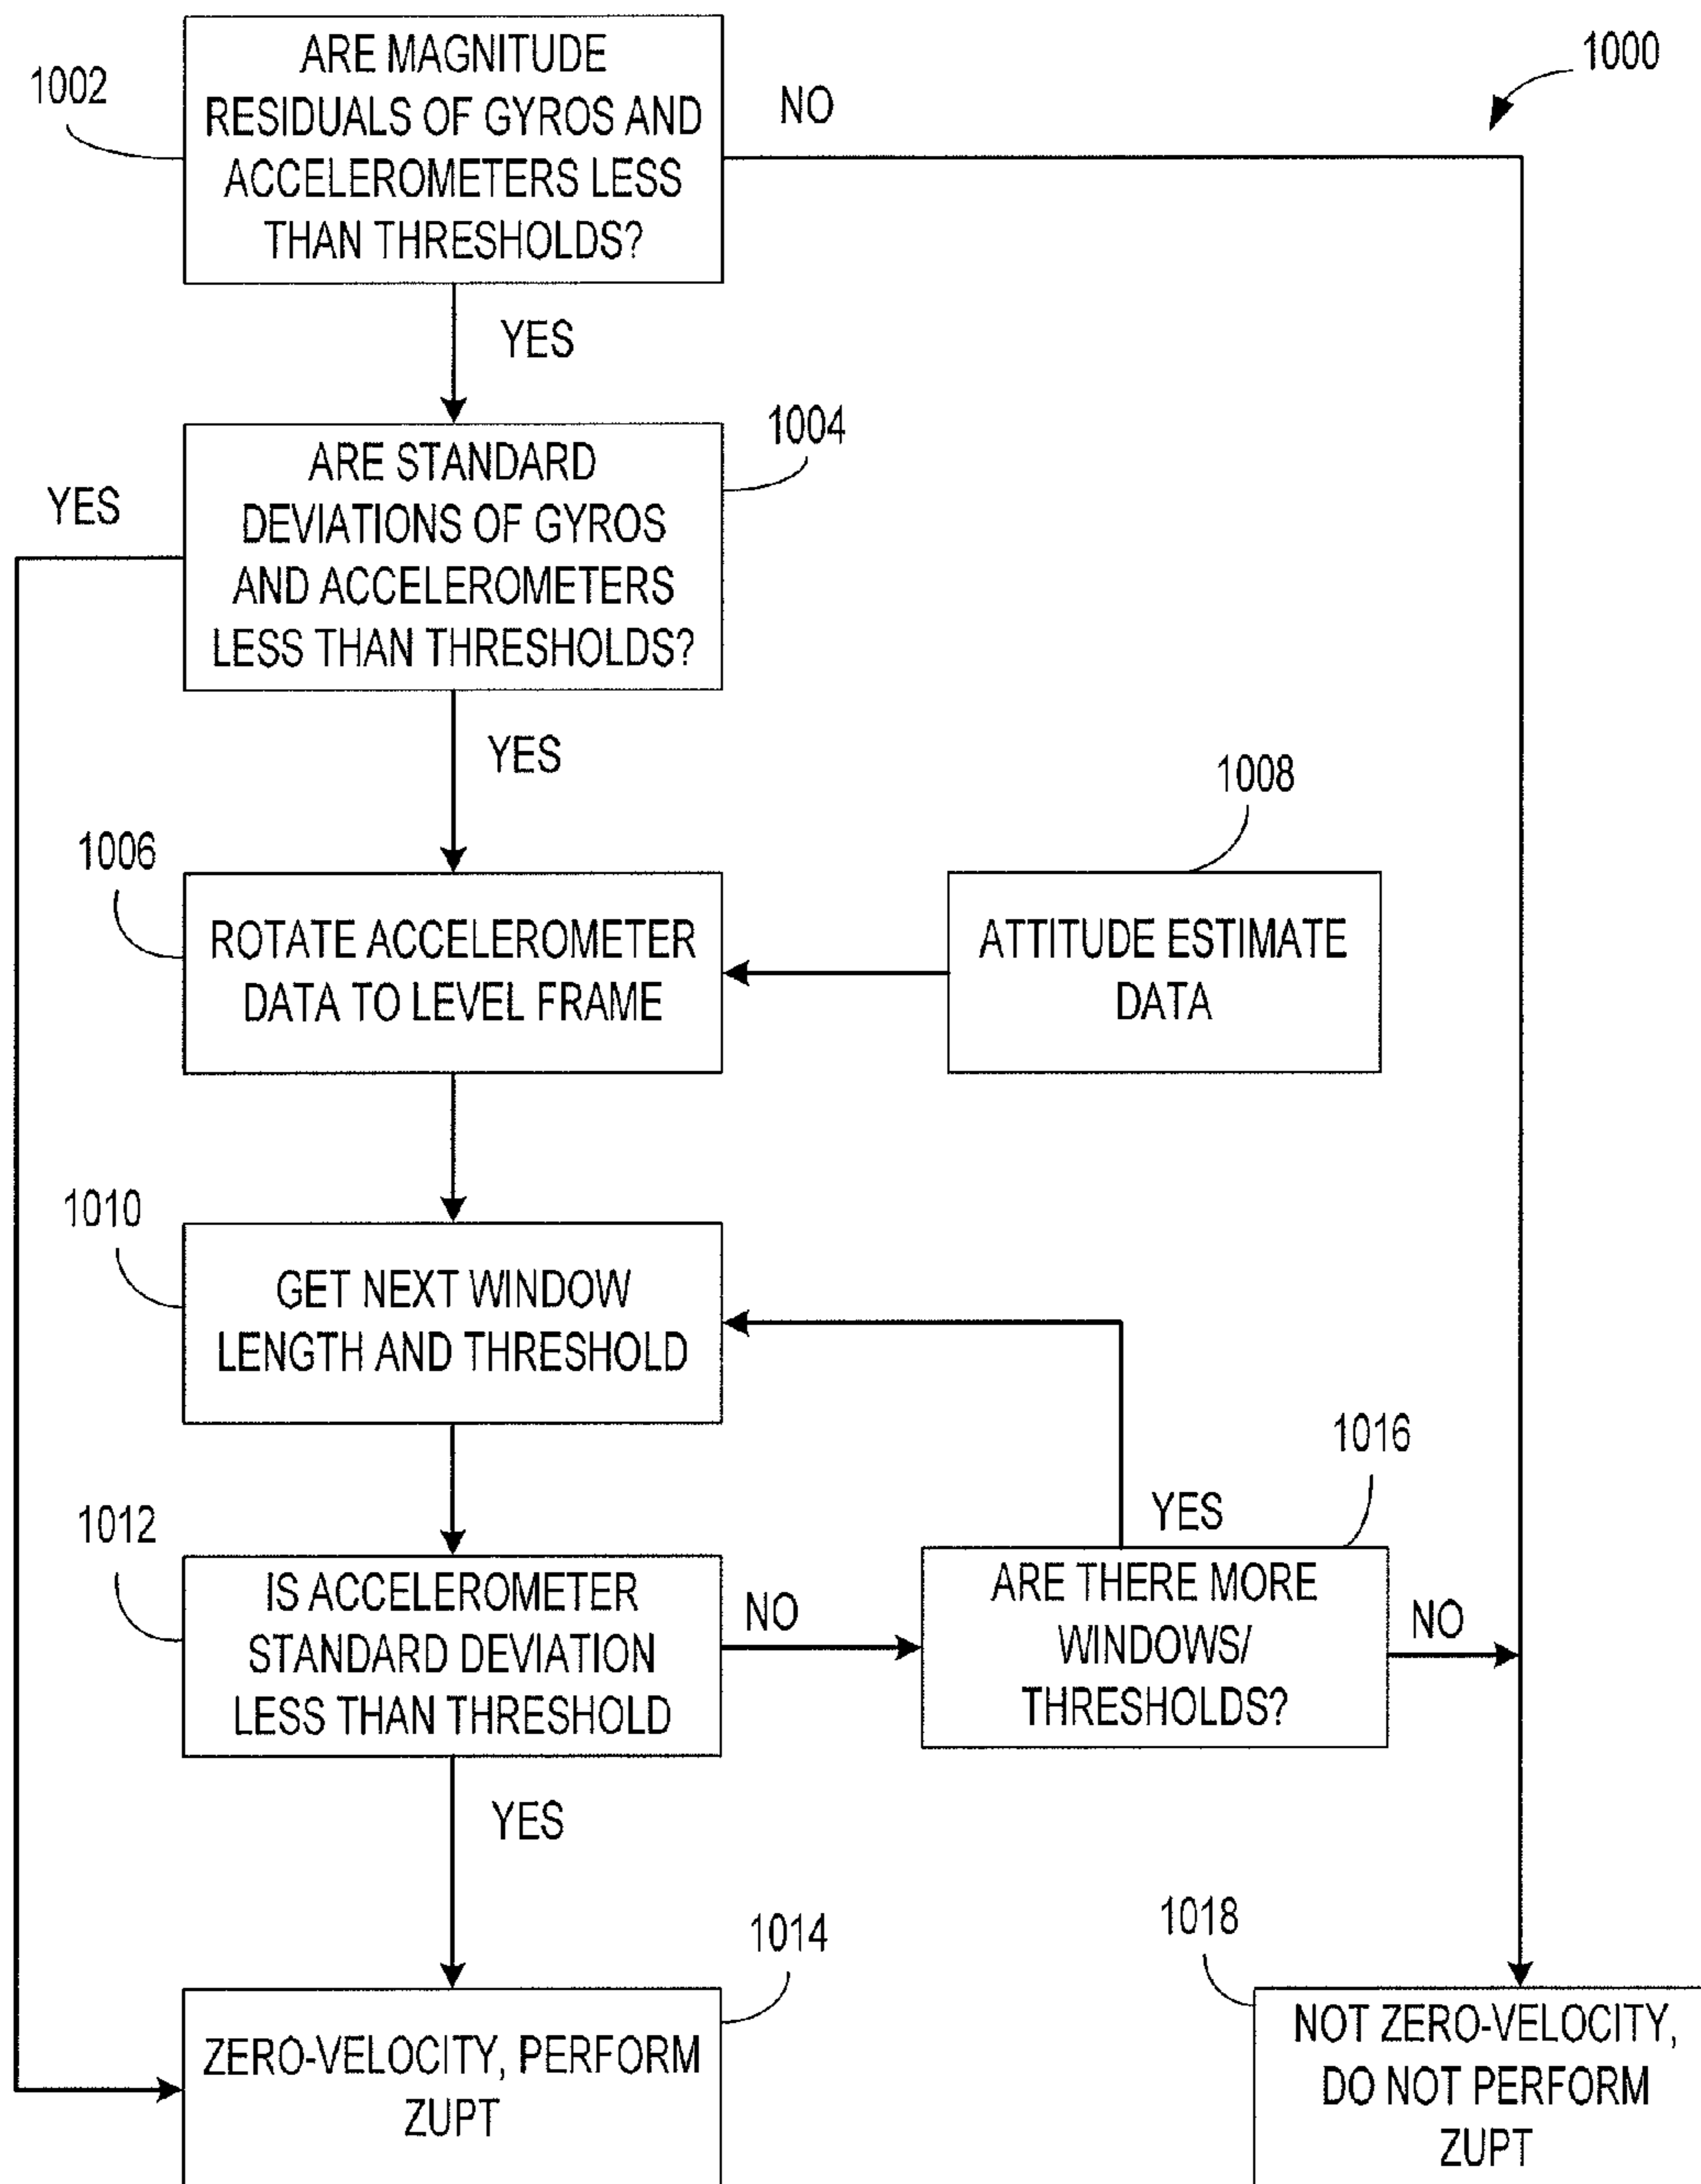 1000
1002
ARE MAGNITUDE
RESIDUALS OF GYROS AND
ACCELEROMETERS LESS
THAN THRESHOLDS?
NO
YES
1004
ARE STANDARD
DEVIATIONS OF GYROS
AND ACCELEROMETERS
LESS THAN THRESHOLDS?
YES
YES
1006
ROTATE ACCELEROMETER
DATA TO LEVEL FRAME
1008
ATTITUDE ESTIMATE
DATA
1010
GET NEXT WINDOW
LENGTH AND THRESHOLD
1012
IS ACCELEROMETER
STANDARD DEVIATION
LESS THAN THRESHOLD
NO
YES
1016
ARE THERE MORE
WINDOWS/
THRESHOLDS?
YES
NO
1014
ZERO-VELOCITY, PERFORM
ZUPT
1018
NOT ZERO-VELOCITY,
DO NOT PERFORM
ZUPT